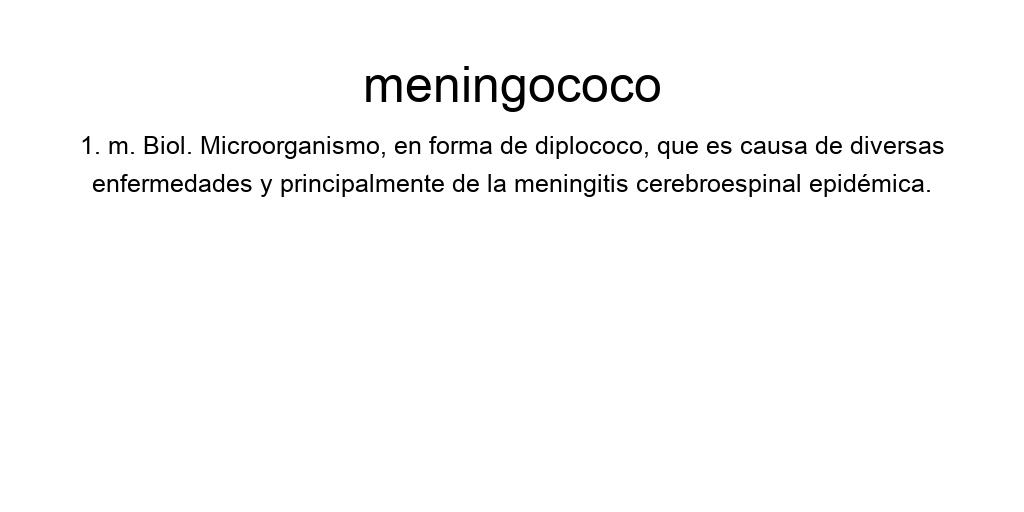 meningococo
1. m. Biol. Microorganismo, en forma de diplococo, que es causa de diversas
enfermedades y principalmente de la meningitis cerebroespinal epidémica.